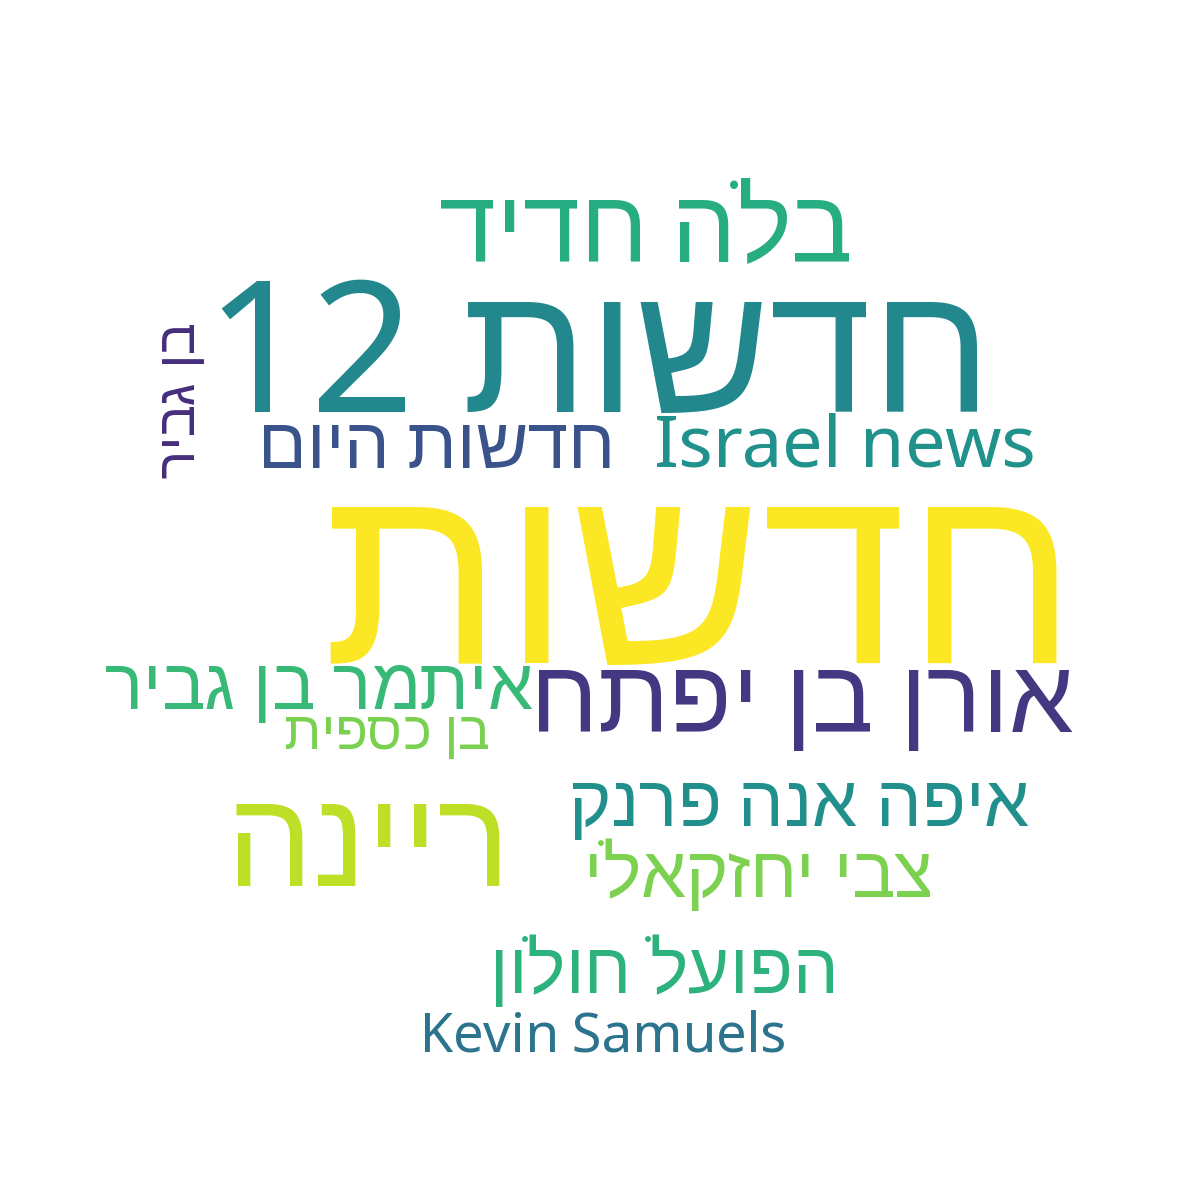 בלה חדיד
חדשות 12
בן גביר
חדשות היום
Israel news
חדשות
איתמר בן גביר
אורן בן יפתח
בן כספית
איפה אנה פרנק
ריינה
צבי יחזקאלי
הפועל חולון
Kevin Samuels